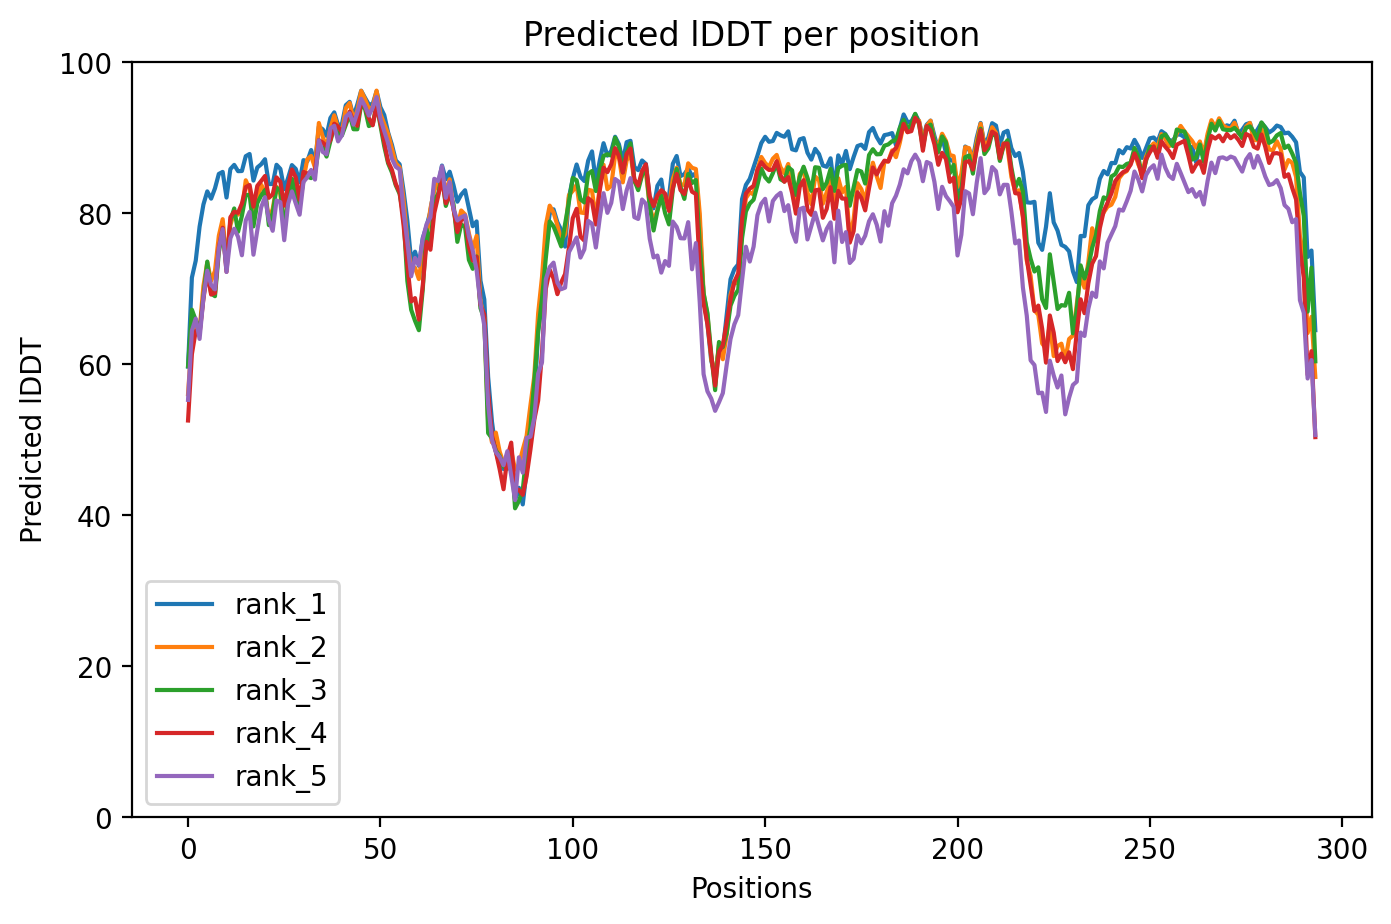 Predicted lDDT per position
100
80
60
40
20
0
Predicted lDDT
rank_1
rank_2
rank_3
rank_4
rank_5
0
50
100
150
200
250
300
Positions